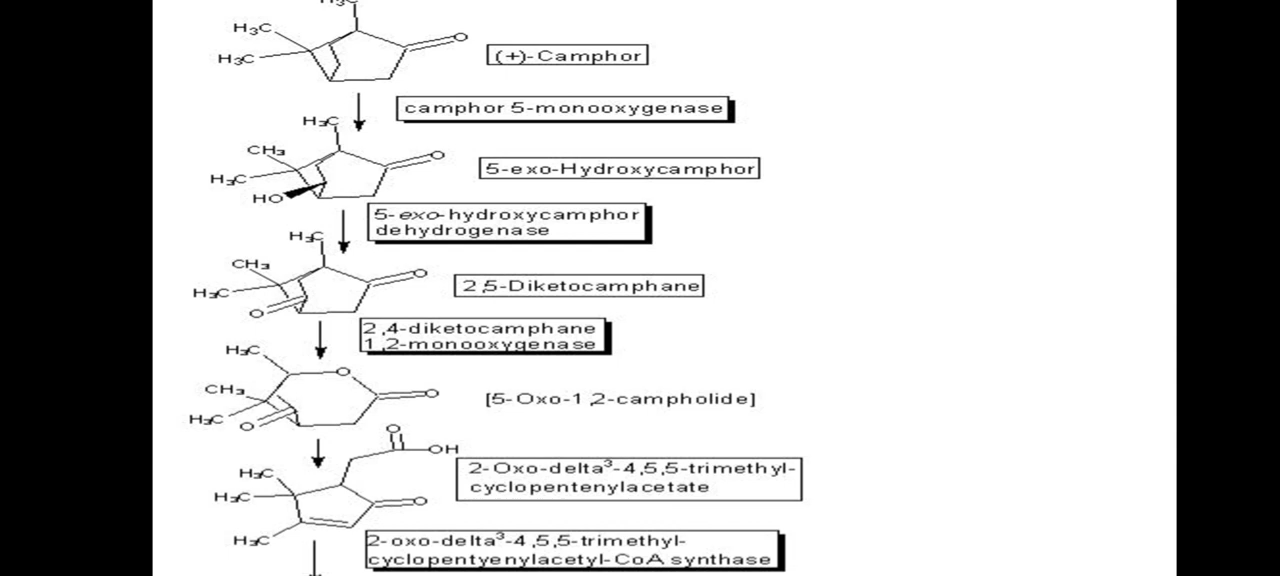 H₃C
H₃C
H₃C
O
(+)-Camphor
camphor 5-monooxygenase
H₃C
CH₃
O
H₃C
HO
5-exo-Hydroxycamphor
5-exo-hydroxycamphor
dehydrogenase
H₃C
CH₃
O
H₃C
O
2,5-Diketocamphane
2,4-diketocamphane
1,2-monooxygenase
H₃C
O
CH₃
O
H₃C
O
[5-Oxo-1,2-campholide]
O
OH
H₃C
H₃C
O
H₃C
2-Oxo-delta³-4,5,5-trimethyl-
cyclopentenylacetate
2-oxo-delta³-4,5,5-trimethyl-
cyclopentyenylacetyl-CoA synthase